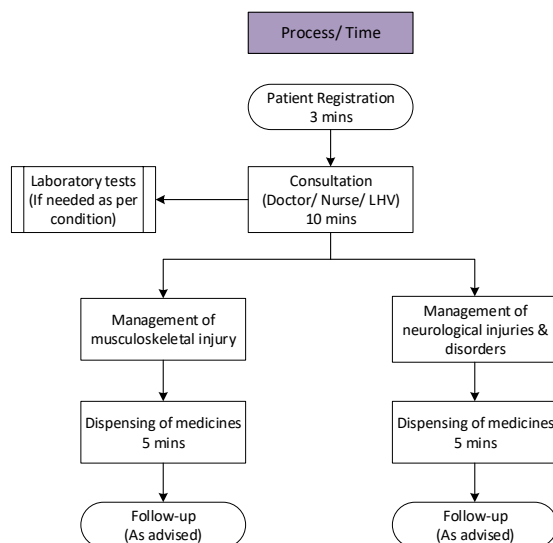 Process/ Time
Patient Registration
3 mins
Laboratory tests
(If needed as per
condition)
Consultation
(Doctor/ Nurse/ LHV)
10 mins
Management of
musculoskeletal injury
Management of
neurological injuries &
disorders
Dispensing of medicines
5 mins
Dispensing of medicines
5 mins
Follow-up
(As advised)
Follow-up
(As advised)